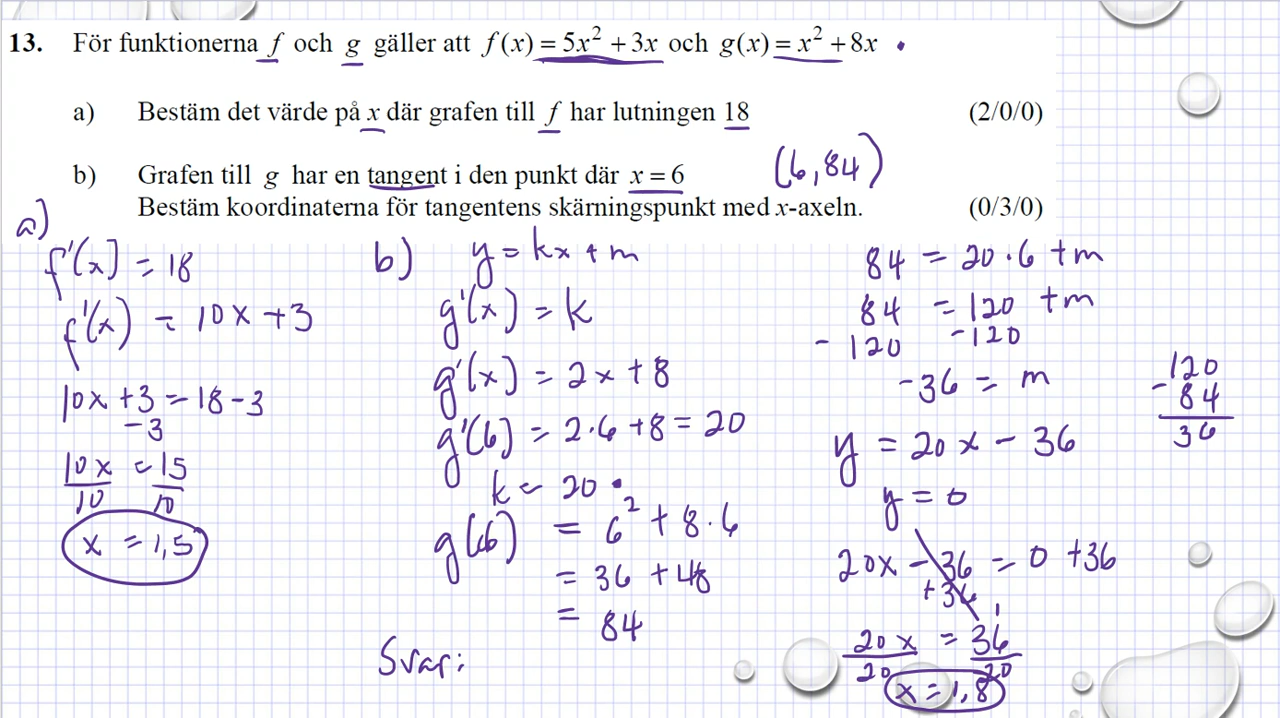 13. För funktionerna f och g gäller att f(x) = 5x² + 3x och g(x) = x² + 8x
a) Bestäm det värde på x där grafen till f har lutningen 18 (2/0/0)
b) Grafen till g har en tangent i den punkt där x = 6 (6,84)
Bestäm koordinaterna för tangentens skärningspunkt med x-axeln. (0/3/0)
a)
f'(x) = 18
f'(x) = 10x + 3
10x + 3 = 18 - 3
- 3
10x = 15
10 10
x = 1,5
b) y = kx + m
g'(x) = k
g'(x) = 2x + 8
g'(6) = 2·6 + 8 = 20
k = 20
g(6) = 6² + 8·6
= 36 + 48
= 84
Svar:
84 = 20·6 + m
84 = 120 + m
- 120 - 120
- 36 = m
y = 20x - 36
y = 0
20x - 36 = 0 + 36
+ 36
1
20x = 36
20 20
x = 1,8
120
- 84
36